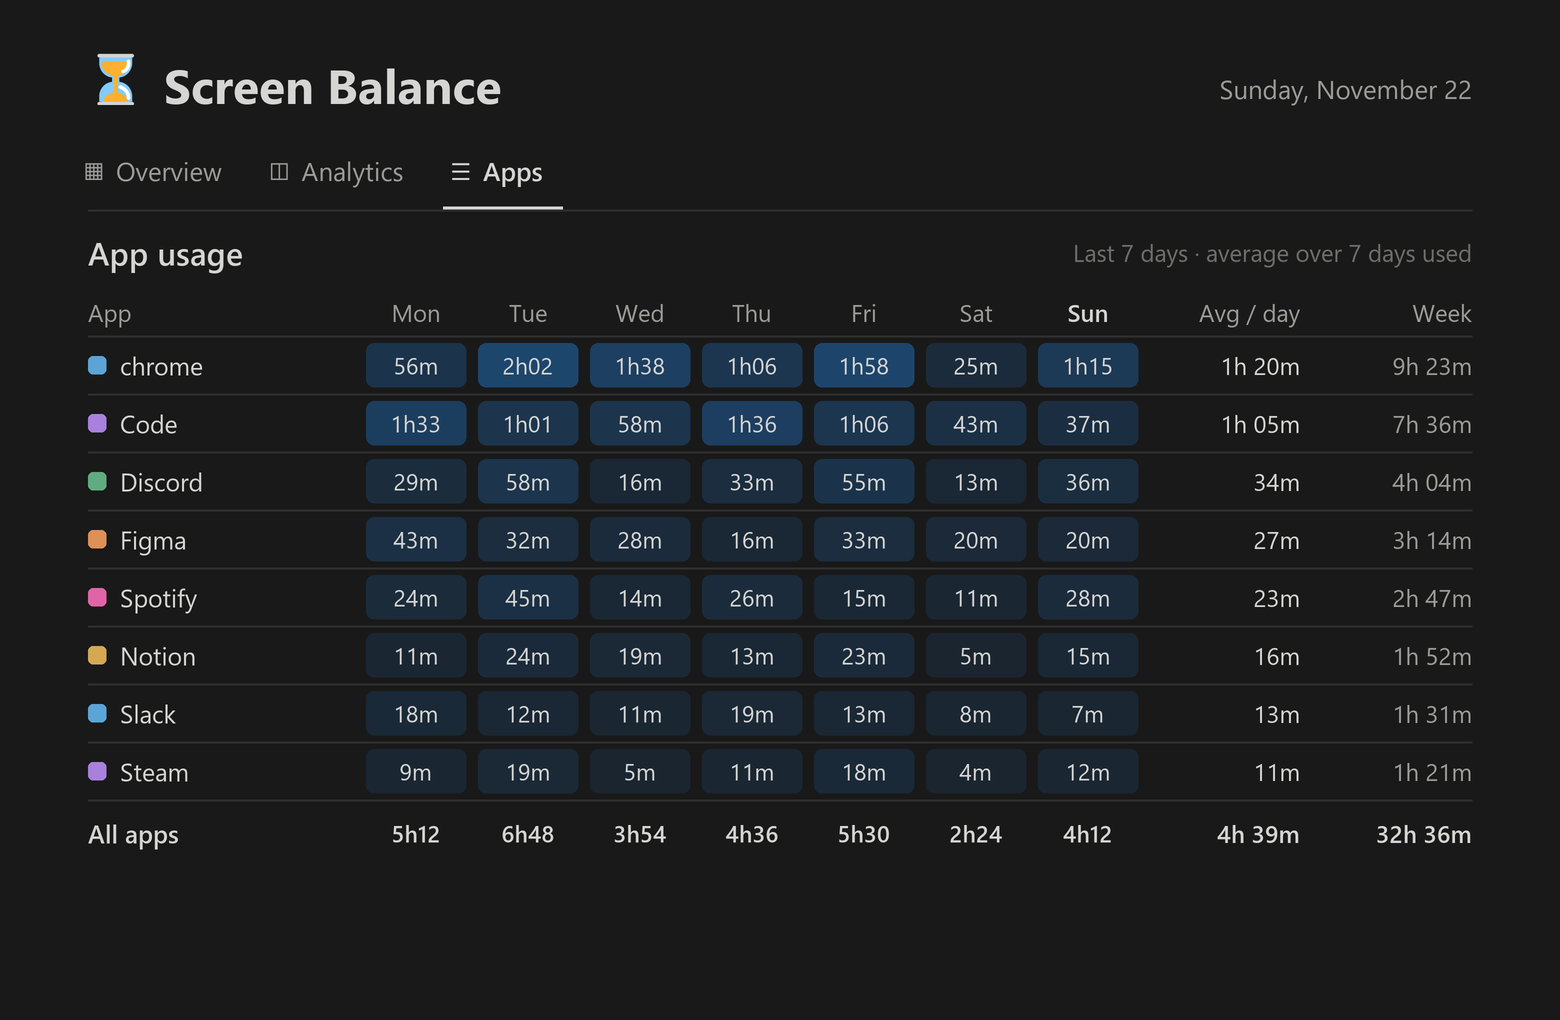 Screen Balance
Sunday, November 22
Overview Analytics Apps
App usage
Last 7 days · average over 7 days used
App Mon Tue Wed Thu Fri Sat Sun Avg / day Week
chrome 56m 2h02 1h38 1h06 1h58 25m 1h15 1h 20m 9h 23m
Code 1h33 1h01 58m 1h36 1h06 43m 37m 1h 05m 7h 36m
Discord 29m 58m 16m 33m 55m 13m 36m 34m 4h 04m
Figma 43m 32m 28m 16m 33m 20m 20m 27m 3h 14m
Spotify 24m 45m 14m 26m 15m 11m 28m 23m 2h 47m
Notion 11m 24m 19m 13m 23m 5m 15m 16m 1h 52m
Slack 18m 12m 11m 19m 13m 8m 7m 13m 1h 31m
Steam 9m 19m 5m 11m 18m 4m 12m 11m 1h 21m
All apps 5h12 6h48 3h54 4h36 5h30 2h24 4h12 4h 39m 32h 36m